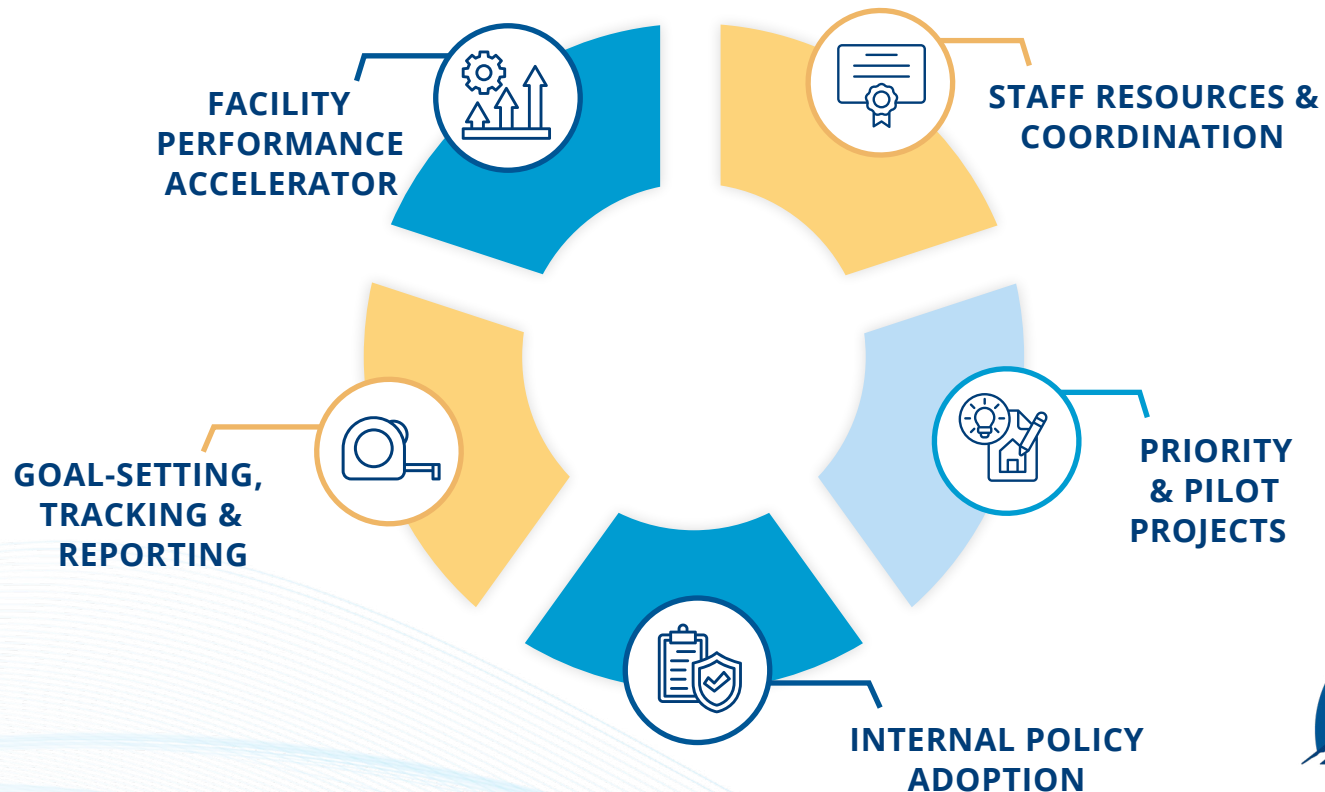 FACILITY
PERFORMANCE
ACCELERATOR
STAFF RESOURCES &
COORDINATION
GOAL-SETTING,
TRACKING &
REPORTING
PRIORITY
& PILOT
PROJECTS
INTERNAL POLICY
ADOPTION